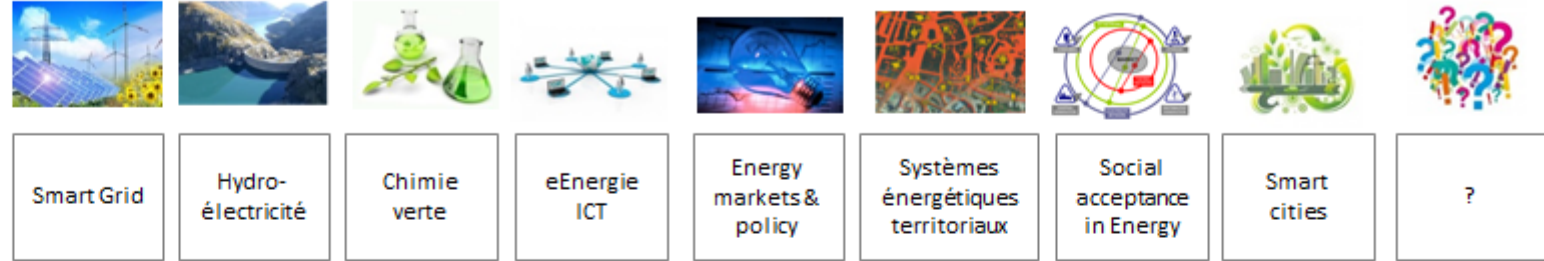 Smart Grid
Hydro-
électricité
Chimie
verte
eEnergie
ICT
Energy
markets &
policy
Systèmes
énergétiques
territoriaux
Social
acceptance
in Energy
Smart
cities
?